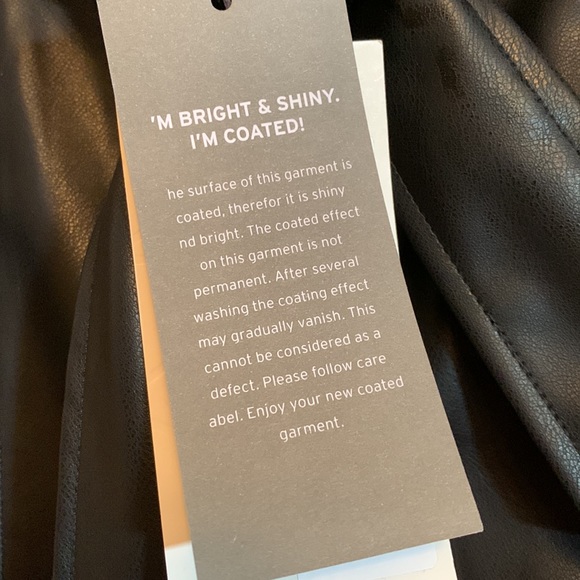 'M BRIGHT & SHINY.
I'M COATED!
he surface of this garment is
coated, therefor it is shiny
nd bright. The coated effect
on this garment is not
permanent. After several
washing the coating effect
may gradually vanish. This
cannot be considered as a
defect. Please follow care
abel. Enjoy your new coated
garment.